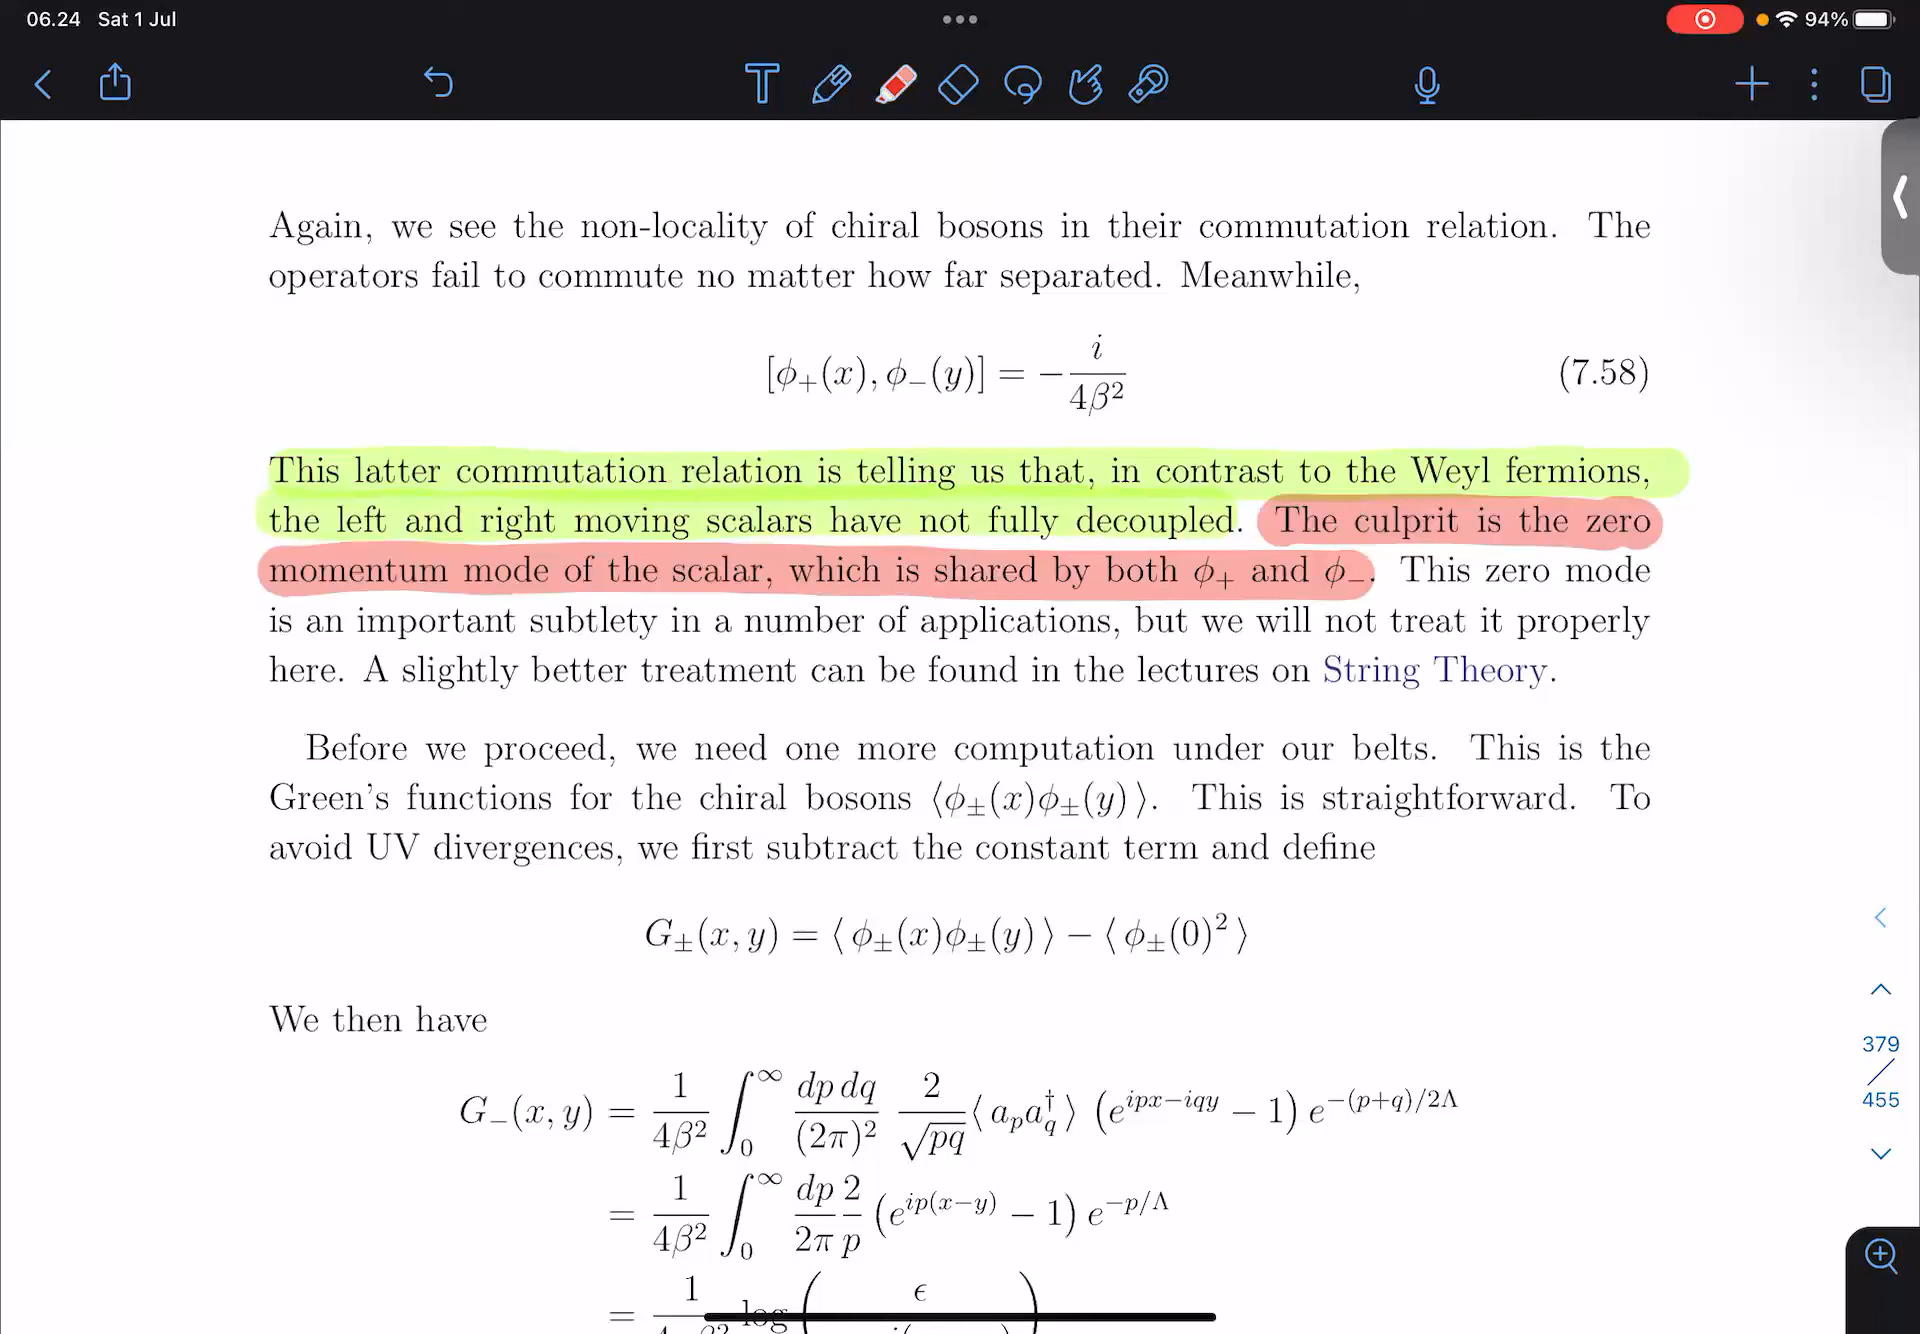 06.24 Sat 1 Jul
94%
Again, we see the non-locality of chiral bosons in their commutation relation. The
operators fail to commute no matter how far separated. Meanwhile,
[ϕ₊(x), ϕ₋(y)] = −i/4β² (7.58)
This latter commutation relation is telling us that, in contrast to the Weyl fermions,
the left and right moving scalars have not fully decoupled. The culprit is the zero
momentum mode of the scalar, which is shared by both ϕ₊ and ϕ₋. This zero mode
is an important subtlety in a number of applications, but we will not treat it properly
here. A slightly better treatment can be found in the lectures on String Theory.
Before we proceed, we need one more computation under our belts. This is the
Green's functions for the chiral bosons ⟨ϕ±(x)ϕ±(y)⟩. This is straightforward. To
avoid UV divergences, we first subtract the constant term and define
G±(x, y) = ⟨ ϕ±(x)ϕ±(y) ⟩ − ⟨ ϕ±(0)² ⟩
We then have
G₋(x, y) = 1/4β² ∫₀^∞ dp dq/(2π)² 2/√pq ⟨ aₚa†_q ⟩ (e^{ipx−iqy} − 1) e^{−(p+q)/2Λ}
= 1/4β² ∫₀^∞ dp/2π 2/p (e^{ip(x−y)} − 1) e^{−p/Λ}
= 1 log ( ϵ )
379
/
455